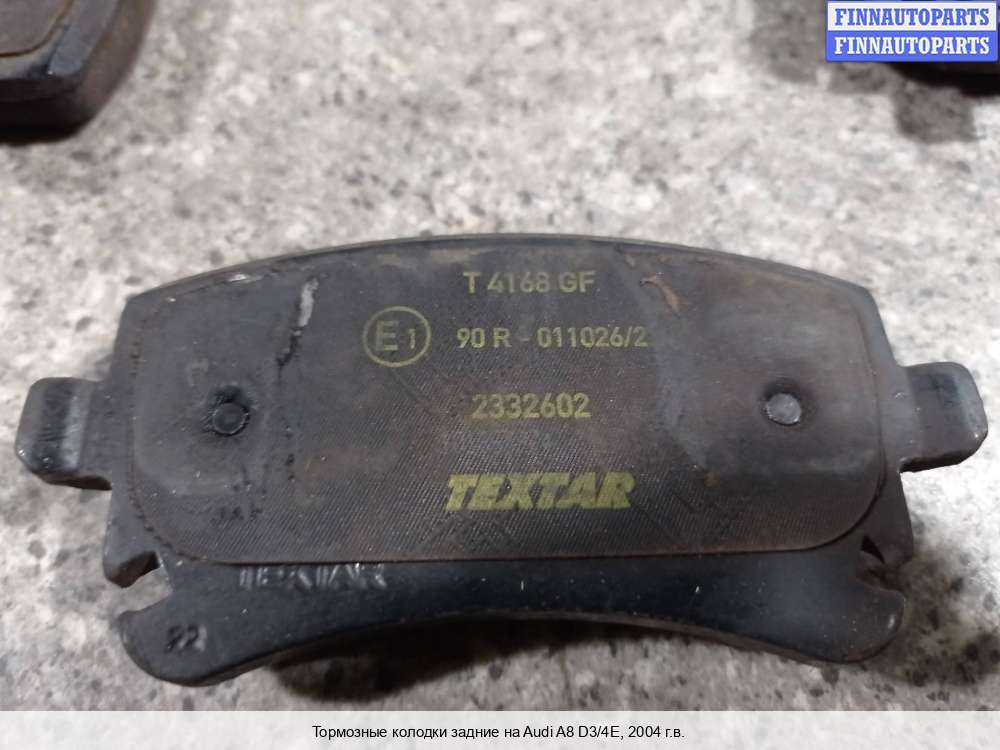 FINNAUTOPARTS
FINNAUTOPARTS
T 4168 GF
E1 90 R - 011026/2
2332602
TEXTAR
Тормозные колодки задние на Audi A8 D3/4E, 2004 г.в.